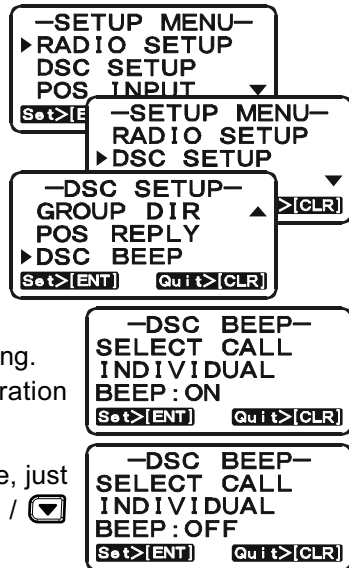 —SETUP MENU—
▶RADIO SETUP
DSC SETUP
POS INPUT ▼
Set>[E
—SETUP MENU—
RADIO SETUP
▶DSC SETUP
▼
>[CLR]
—DSC SETUP—
GROUP DIR ▲
POS REPLY
▶DSC BEEP
Set>[ENT] Quit>[CLR]
ng.
ration
—DSC BEEP—
SELECT CALL
INDIVIDUAL
BEEP:ON
Set>[ENT] Quit>[CLR]
e, just
/ ▼
—DSC BEEP—
SELECT CALL
INDIVIDUAL
BEEP:OFF
Set>[ENT] Quit>[CLR]